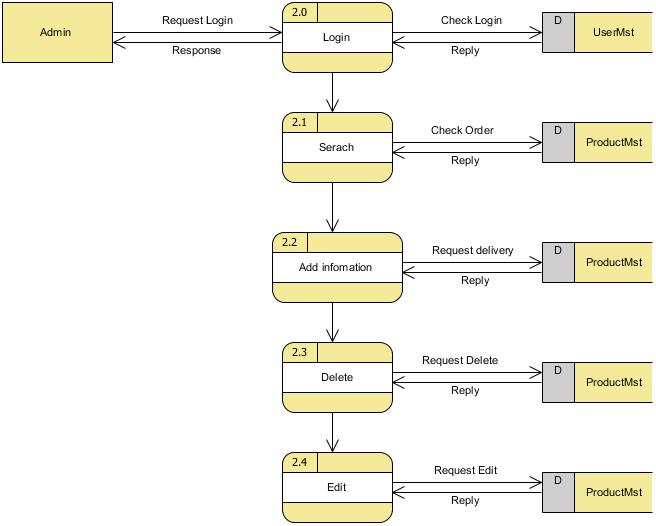 2.0
Request Login
Check Login
D
UserMst
Admin
Login
Response
Reply
2.1
Check Order
D
ProductMst
Serach
Reply
2.2
Request delivery
D
ProductMst
Add infomation
Reply
2.3
Request Delete
D
ProductMst
Delete
Reply
2.4
Request Edit
D
ProductMst
Edit
Reply